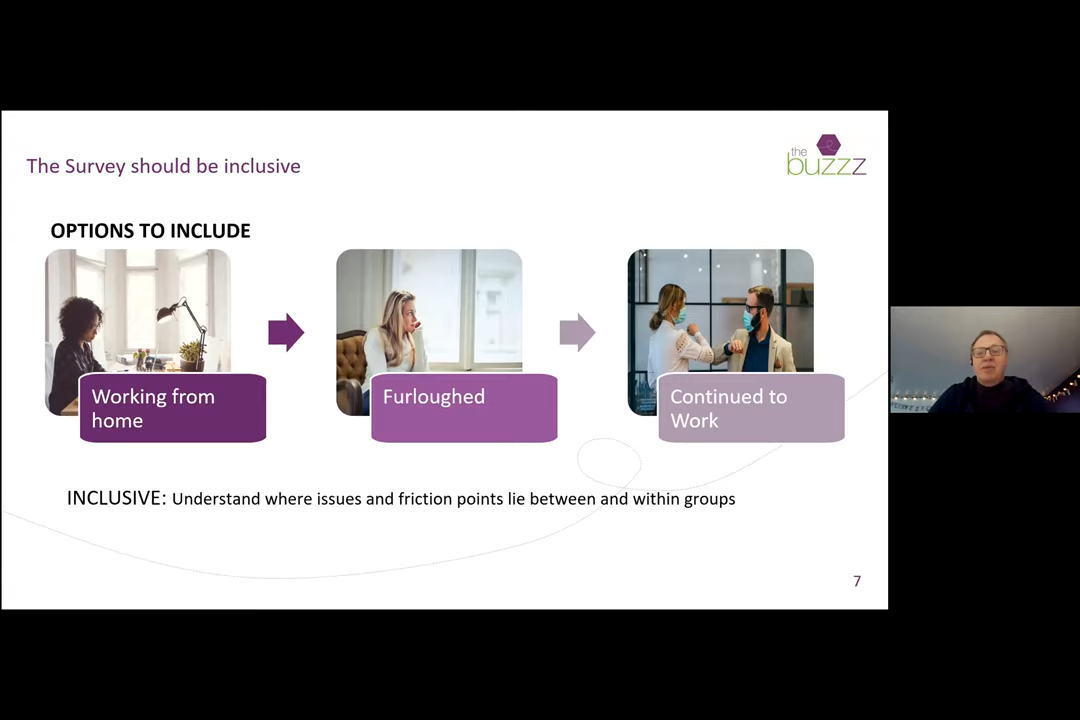 The Survey should be inclusive
the
buzzz
OPTIONS TO INCLUDE
Working from
home
Furloughed
Continued to
Work
INCLUSIVE: Understand where issues and friction points lie between and within groups
7